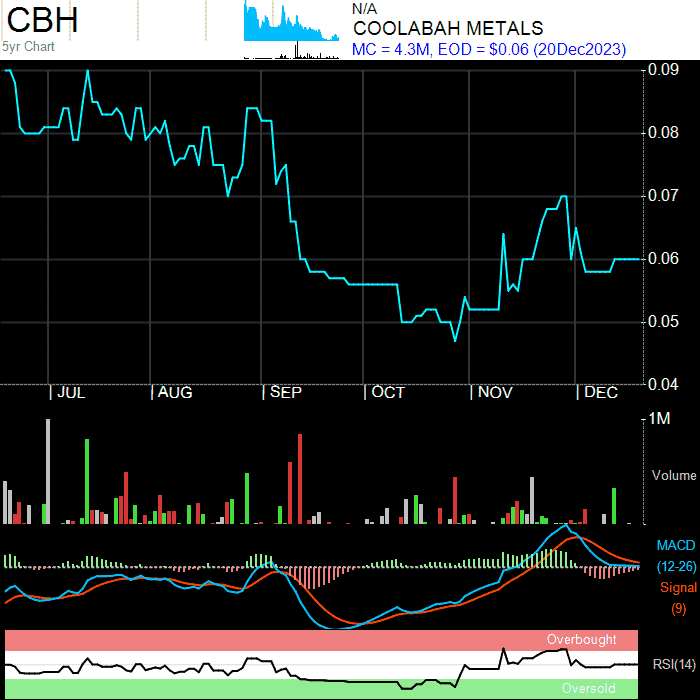 CBH
5yr Chart
N/A
COOLABAH METALS
MC = 4.3M, EOD = $0.06 (20Dec2023)
0.09
0.08
0.07
0.06
0.05
0.04
| JUL | AUG | SEP | OCT | NOV | DEC
1M
Volume
MACD
(12-26)
Signal
(9)
Overbought
RSI(14)
Oversold